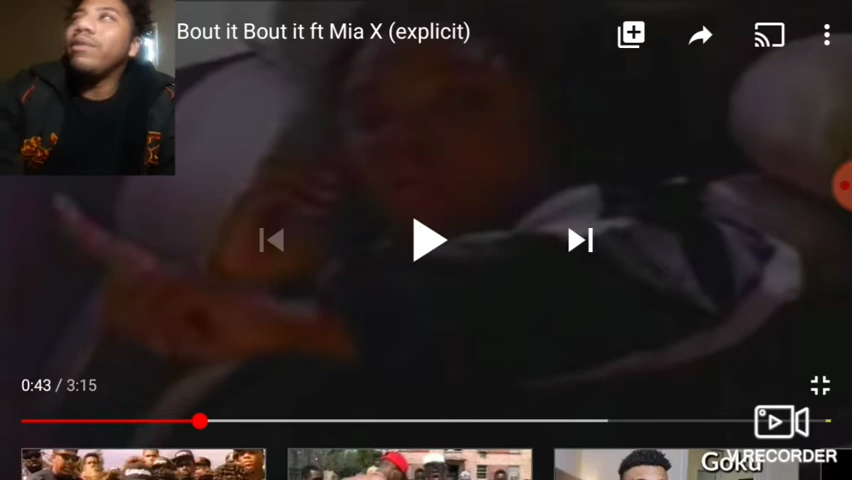 Bout it Bout it ft Mia X (explicit)
0:43 / 3:15
Goku
V RECORDER